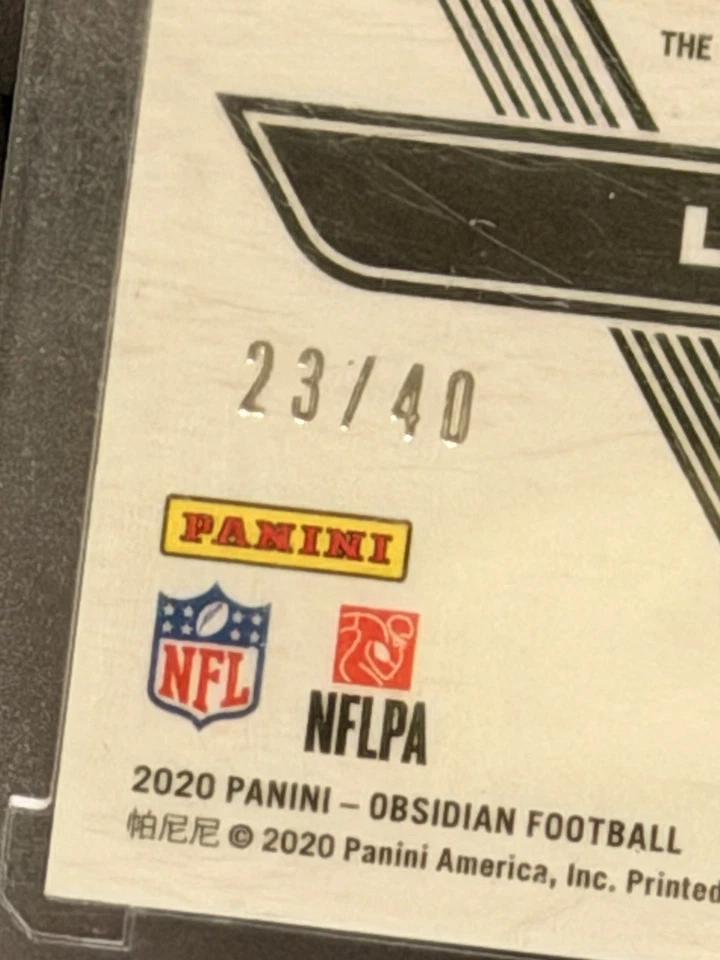 THE
L
23/40
PANINI
NFL
NFLPA
2020 PANINI – OBSIDIAN FOOTBALL
帕尼尼 © 2020 Panini America, Inc. Printed